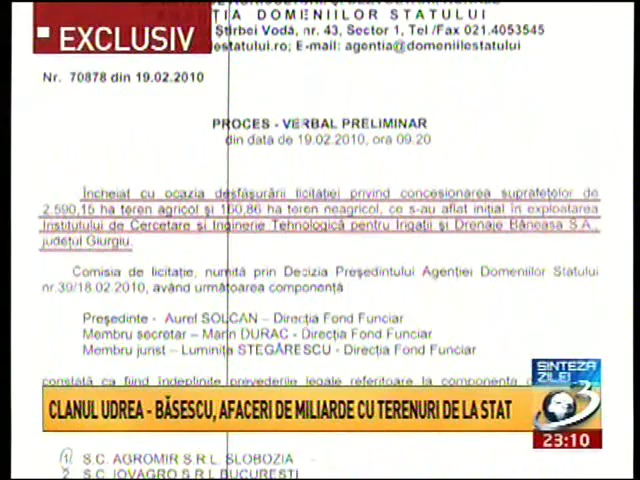 AGENȚIA DOMENIILOR STATULUI
EXCLUSIV
Știrbei Vodă, nr. 43, Sector 1, Tel /Fax 021.4053545
lestatului.ro; E-mail: agentia@domeniilestatului
Nr. 70878 din 19.02.2010
PROCES - VERBAL PRELIMINAR
din data de 19.02.2010, ora 09.20
Încheiat cu ocazia desfășurării licitației privind concesionarea suprafețelor de
2.590,15 ha teren agricol și 160,86 ha teren neagricol, ce s-au aflat inițial în exploatarea
Institutului de Cercetare și Inginerie Tehnologică pentru Irigații și Drenaje Băneasa S.A.,
județul Giurgiu.
Comisia de licitație, numită prin Decizia Președintului Agenției Domeniilor Statului
nr.39/18.02.2010, având următoarea componență
Președinte - Aurel SOLCAN – Direcția Fond Funciar
Membru secretar – Marin DURAC - Direcția Fond Funciar
Membru jurist – Luminița STEGĂRESCU - Direcția Fond Funciar
constată ca fiind îndeplinite prevederile legale referitoare la componența
SINTEZA
ZILEI
3
CLANUL UDREA - BĂSESCU, AFACERI DE MILIARDE CU TERENURI DE LA STAT
23:10
1. S.C. AGROMIR S.R.L. SLOBOZIA
2. S.C. IOVAGRO S.R.L. BUCUREȘTI